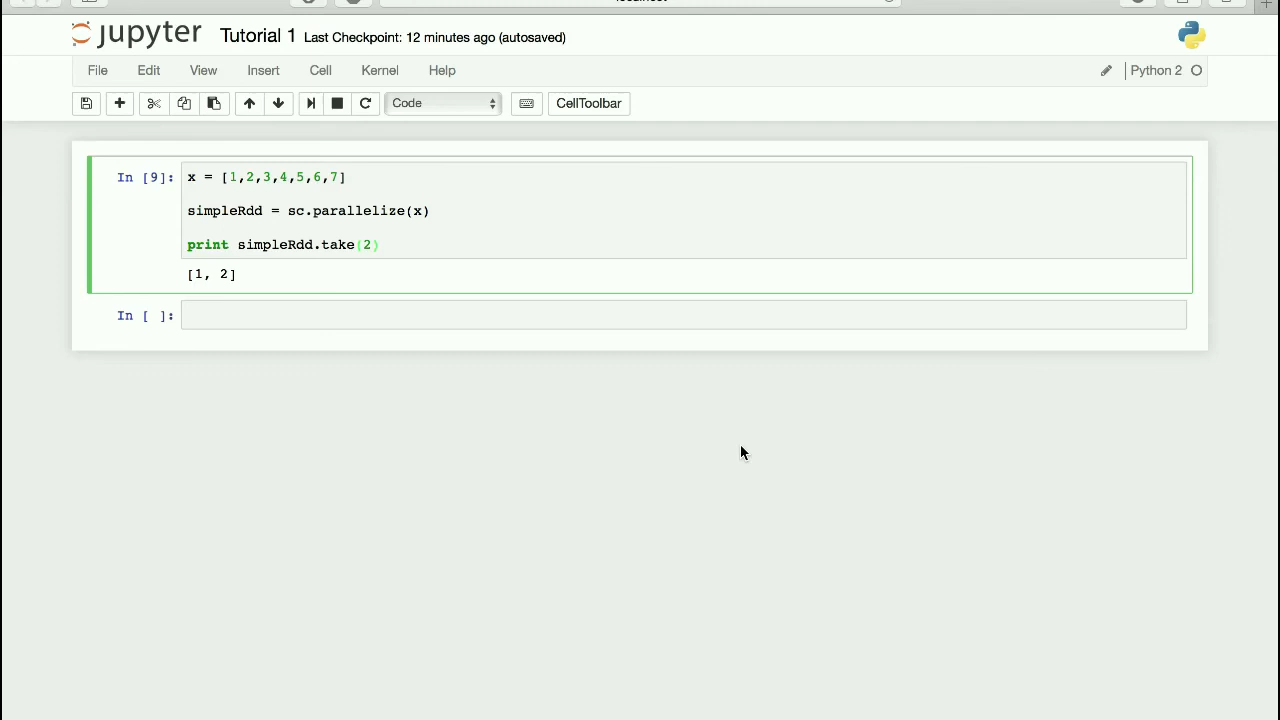 jupyter Tutorial 1 Last Checkpoint: 12 minutes ago (autosaved)
File Edit View Insert Cell Kernel Help Python 2
Code CellToolbar
In [9]: x = [1,2,3,4,5,6,7]
simpleRdd = sc.parallelize(x)
print simpleRdd.take(2)
[1, 2]
In [ ]: